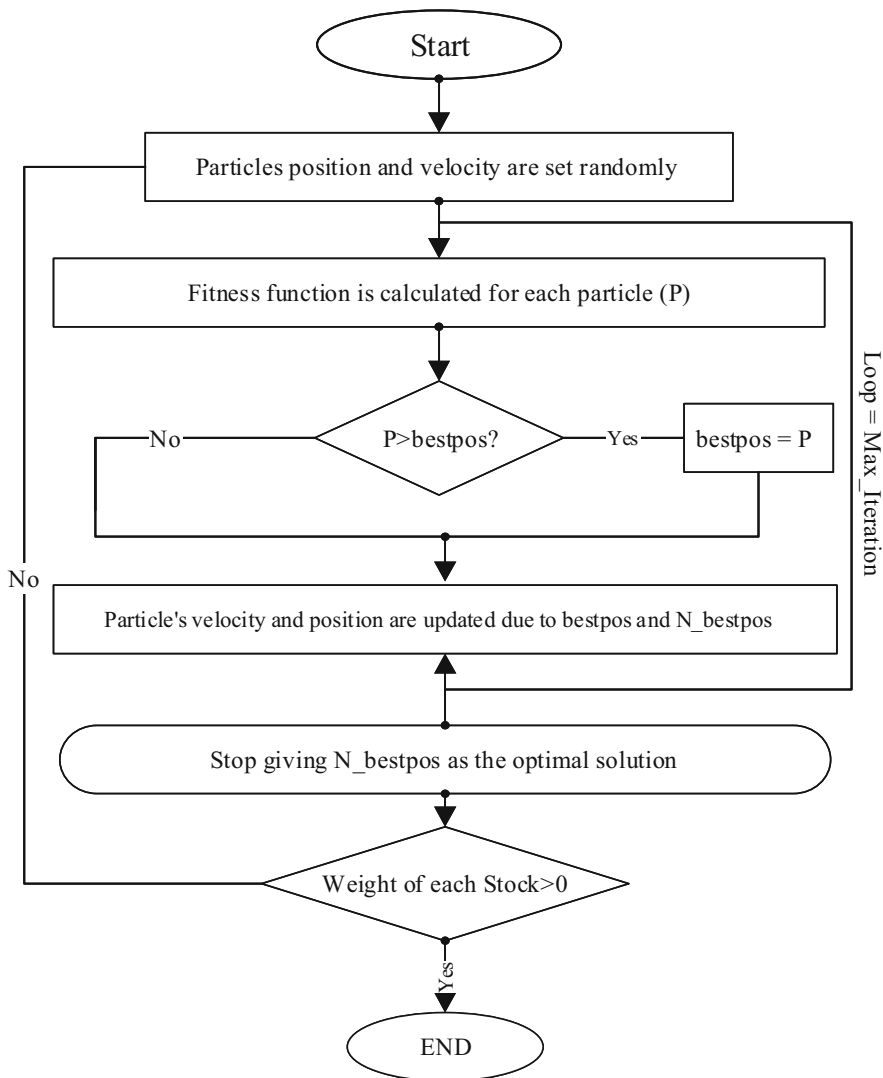 Start
Particles position and velocity are set randomly
Fitness function is calculated for each particle (P)
No
P>bestpos?
Yes
bestpos = P
Loop = Max_Iteration
No
Particle's velocity and position are updated due to bestpos and N_bestpos
Stop giving N_bestpos as the optimal solution
Weight of each Stock>0
Yes
END